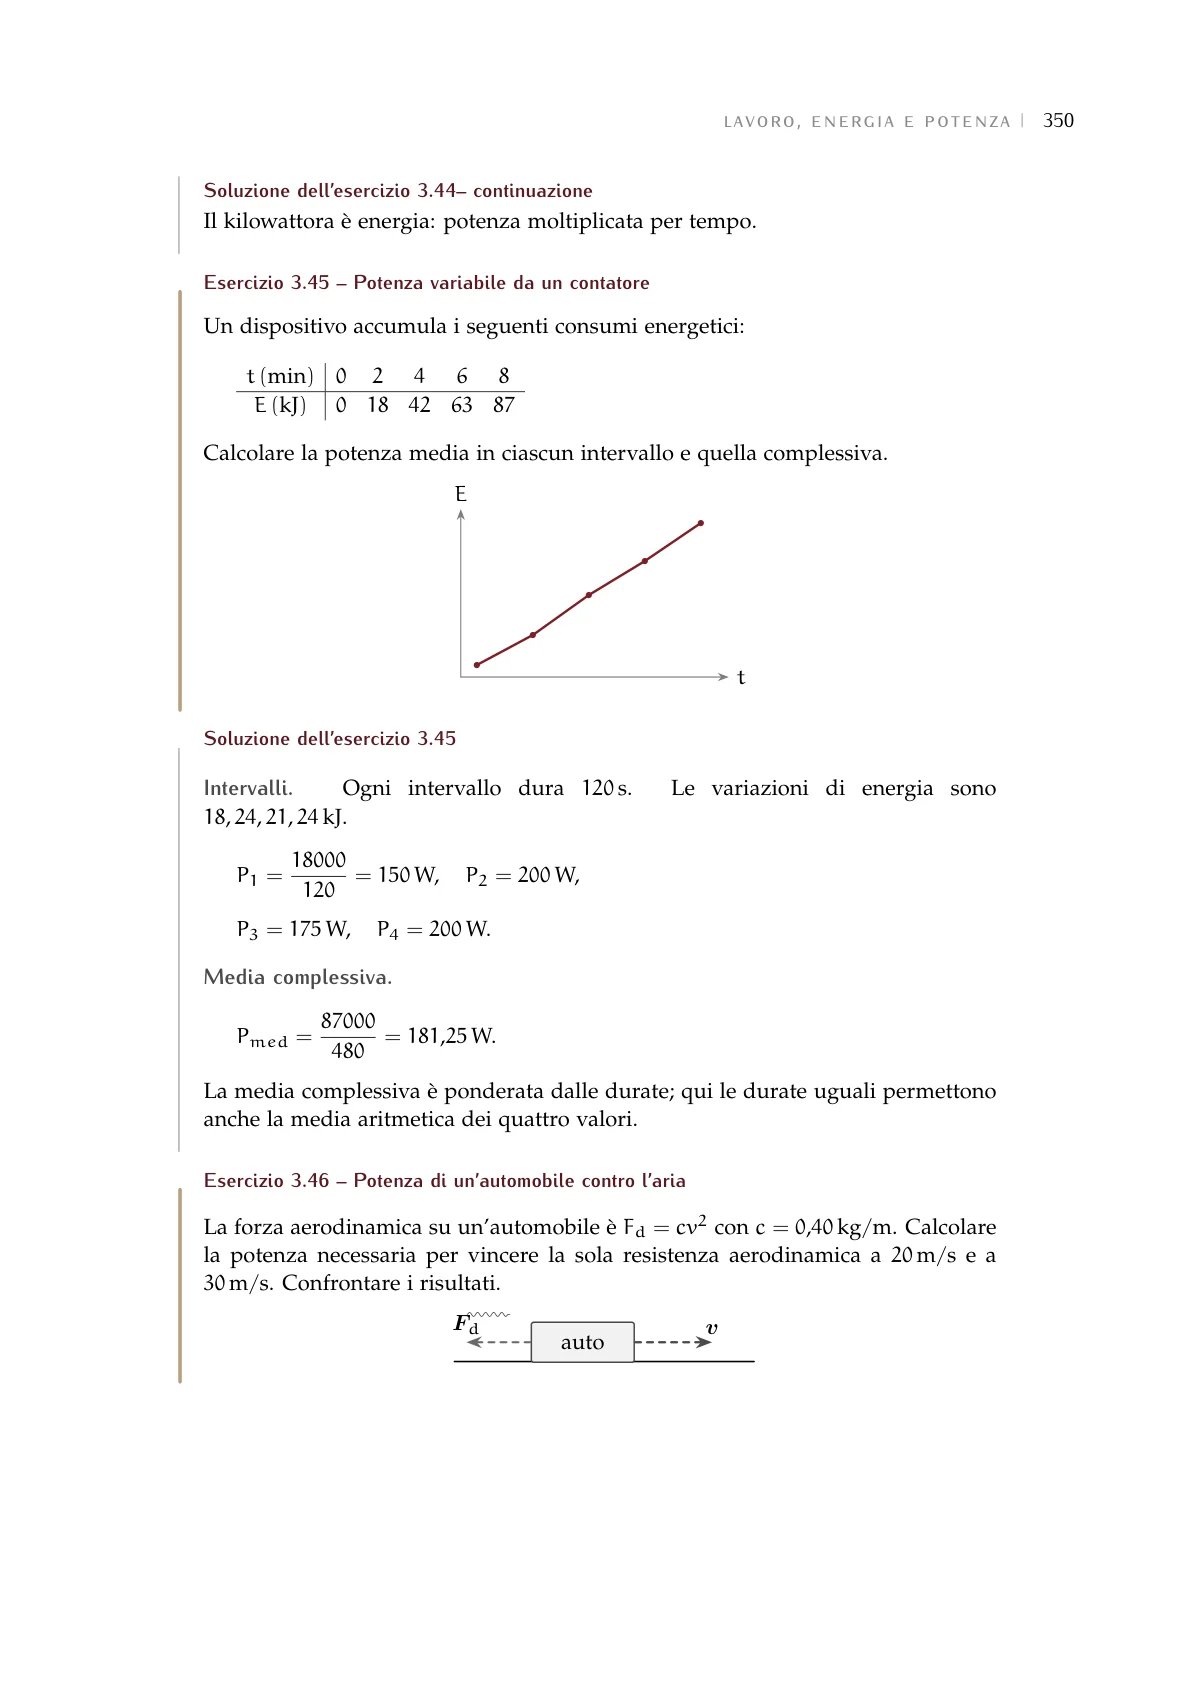 LAVORO, ENERGIA E POTENZA | 350
Soluzione dell'esercizio 3.44– continuazione
Il kilowattora è energia: potenza moltiplicata per tempo.
Esercizio 3.45 – Potenza variabile da un contatore
Un dispositivo accumula i seguenti consumi energetici:
t (min) 0 2 4 6 8
E (kJ) 0 18 42 63 87
Calcolare la potenza media in ciascun intervallo e quella complessiva.
E
t
Soluzione dell'esercizio 3.45
Intervalli. Ogni intervallo dura 120 s. Le variazioni di energia sono
18, 24, 21, 24 kJ.
P₁ = 18000/120 = 150 W, P₂ = 200 W,
P₃ = 175 W, P₄ = 200 W.
Media complessiva.
P_med = 87000/480 = 181,25 W.
La media complessiva è ponderata dalle durate; qui le durate uguali permettono
anche la media aritmetica dei quattro valori.
Esercizio 3.46 – Potenza di un'automobile contro l'aria
La forza aerodinamica su un'automobile è F_d = cv² con c = 0,40 kg/m. Calcolare
la potenza necessaria per vincere la sola resistenza aerodinamica a 20 m/s e a
30 m/s. Confrontare i risultati.
F_d auto v